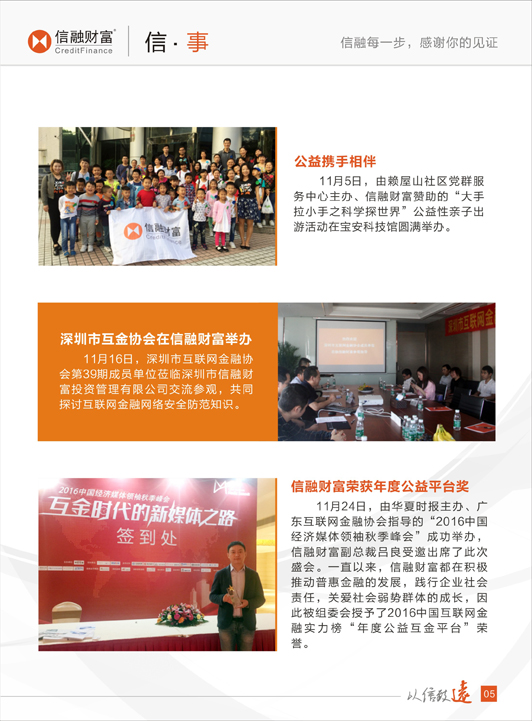 信融财富
CreditFinance
信·事
信融每一步，感谢你的见证
公益携手相伴
11月5日，由赖屋山社区党群服
务中心主办、信融财富赞助的“大手
拉小手之科学探世界”公益性亲子出
游活动在宝安科技馆圆满举办。
信融财富
CreditFinance
深圳市互金协会在信融财富举办
11月16日，深圳市互联网金融协
会第39期成员单位莅临深圳市信融财
富投资管理有限公司交流参观，共同
探讨互联网金融网络安全防范知识。
深圳市互联网金
2016中国经济媒体领袖秋季峰会
互金时代的新媒体之路
签到处
信融财富荣获年度公益平台奖
11月24日，由华夏时报主办、广
东互联网金融协会指导的“2016中国
经济媒体领袖秋季峰会”成功举办，
信融财富副总裁吕良受邀出席了此次
盛会。一直以来，信融财富都在积极
推动普惠金融的发展，践行企业社会
责任，关爱社会弱势群体的成长，因
此被组委会授予了2016中国互联网金
融实力榜“年度公益互金平台”荣
誉。
以信致遠
05